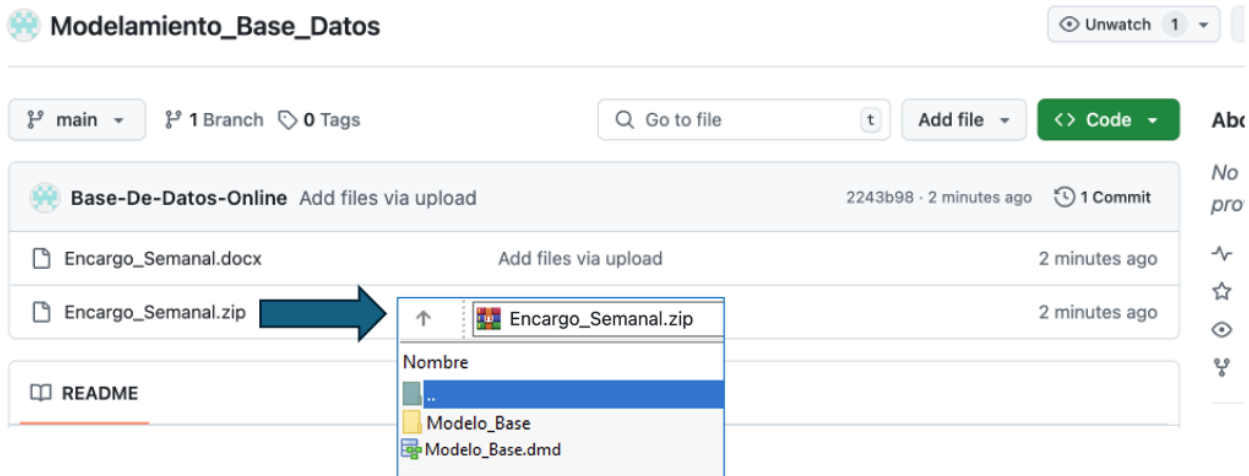 Modelamiento_Base_Datos
Unwatch 1
main 1 Branch 0 Tags
Go to file t
Add file
<> Code
Base-De-Datos-Online Add files via upload
2243b98 · 2 minutes ago 1 Commit
Encargo_Semanal.docx Add files via upload 2 minutes ago
Encargo_Semanal.zip 2 minutes ago
Encargo_Semanal.zip
Nombre
..
Modelo_Base
Modelo_Base.dmd
README
No